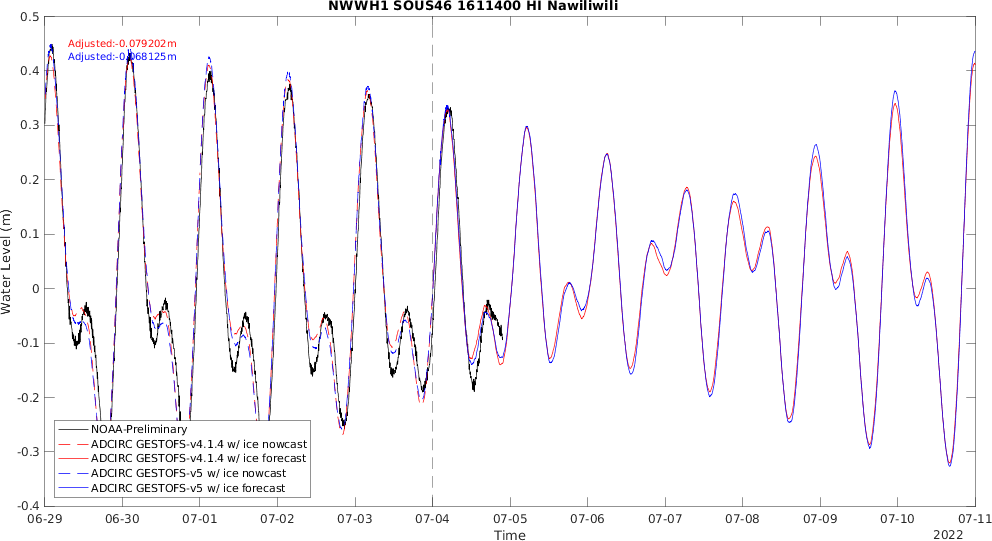 NWWH1 SOUS46 1611400 HI Nawiliwili
Adjusted:-0.079202m
Adjusted:-0.068125m
Water Level (m)
0.5
0.4
0.3
0.2
0.1
0
-0.1
-0.2
-0.3
-0.4
NOAA-Preliminary
ADCIRC GESTOFS-v4.1.4 w/ ice nowcast
ADCIRC GESTOFS-v4.1.4 w/ ice forecast
ADCIRC GESTOFS-v5 w/ ice nowcast
ADCIRC GESTOFS-v5 w/ ice forecast
06-29 06-30 07-01 07-02 07-03 07-04 07-05 07-06 07-07 07-08 07-09 07-10 07-11
Time
2022